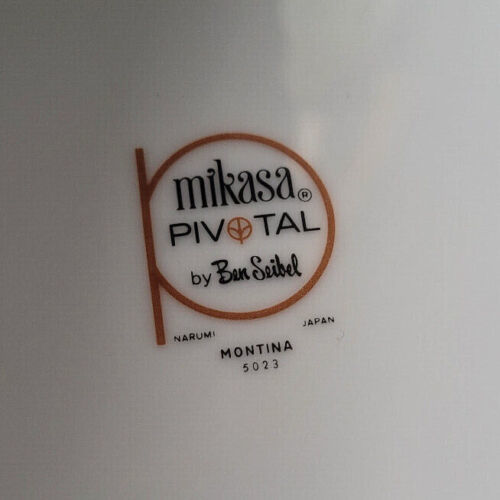 mikasa®
PIVOTAL
by Ben Seibel
NARUMI JAPAN
MONTINA
5023